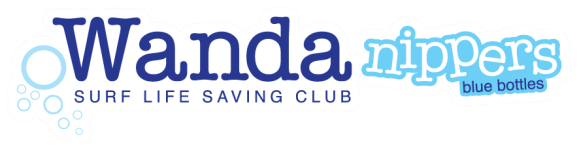 Wanda
SURF LIFE SAVING CLUB
nippers
blue bottles